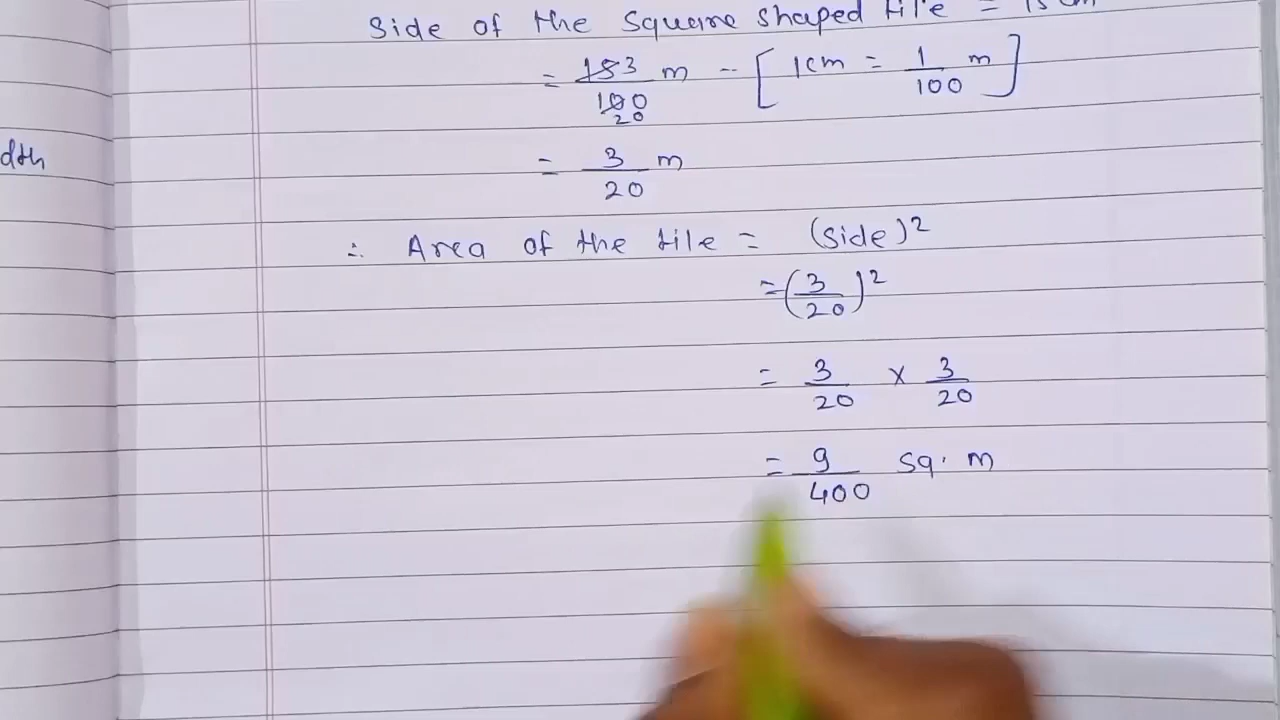 Side of the square shaped tile = 15 cm
= 15 3 / 100 20 m -- [ 1cm = 1/100 m ]
= 3/20 m
dth
∴ Area of the tile = (side)²
= (3/20)²
= 3/20 x 3/20
= 9/400 sq. m